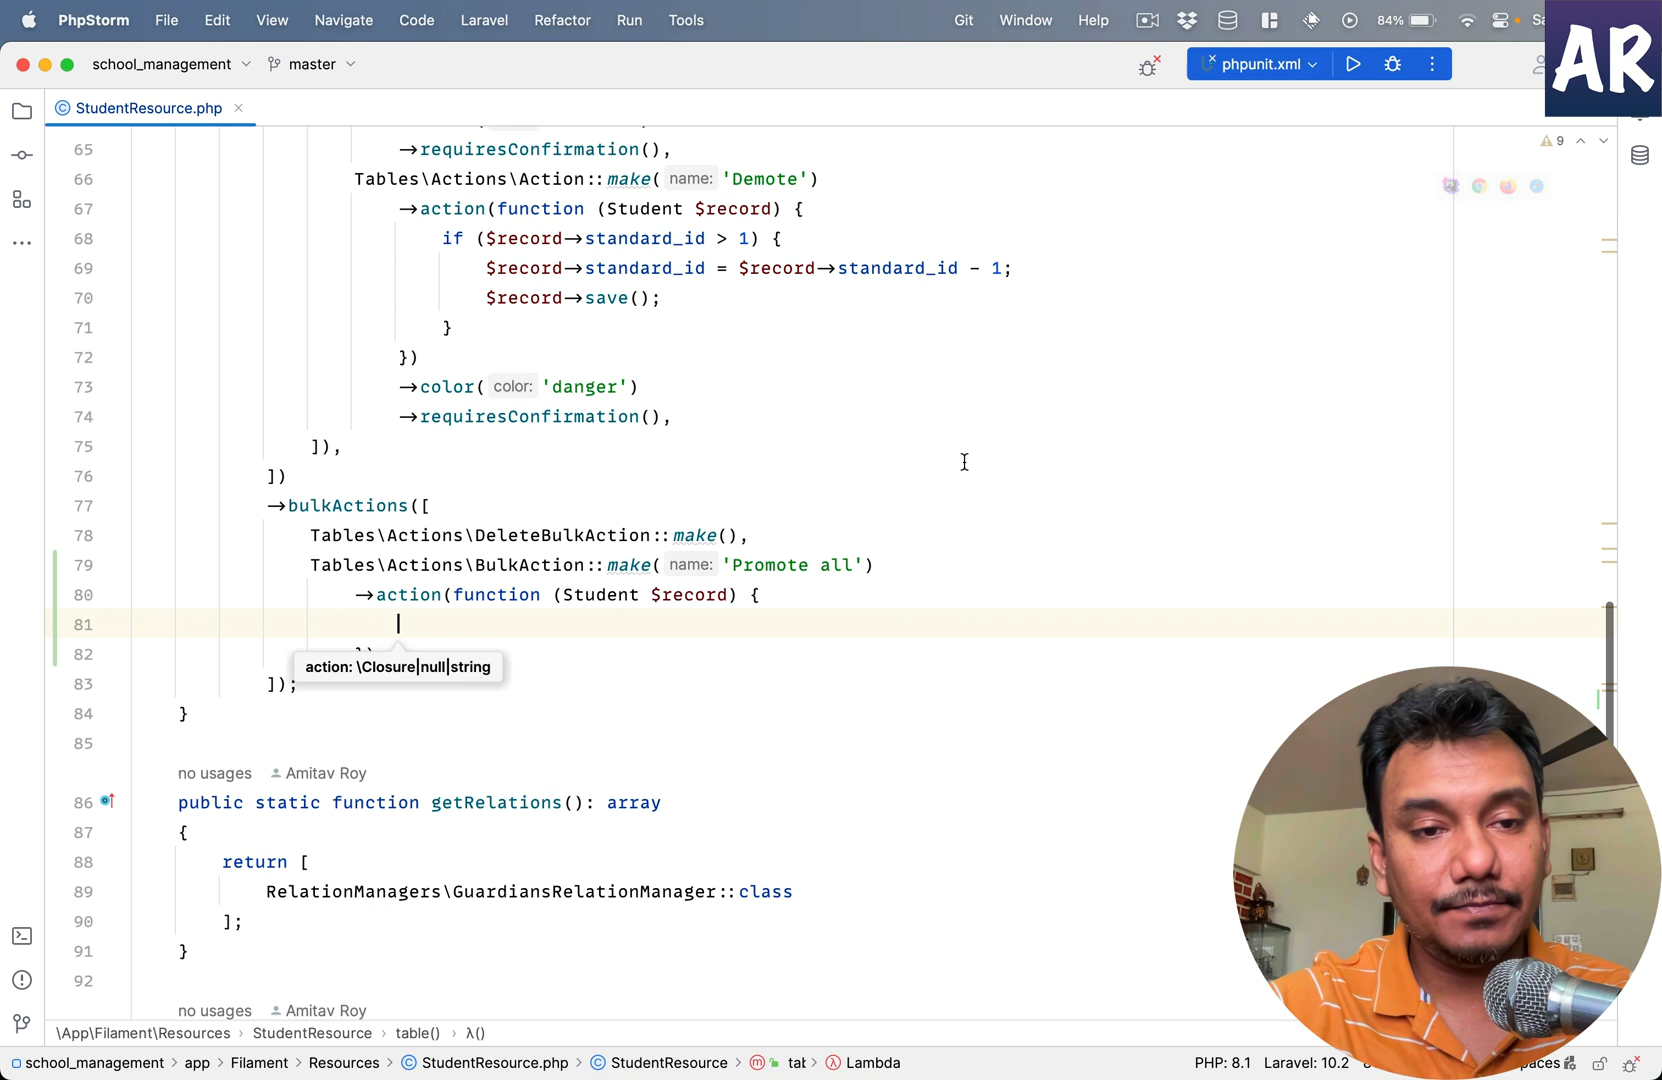 PhpStorm File Edit View Navigate Code Laravel Refactor Run Tools Git Window Help 84%
AR
school_management master phpunit.xml
StudentResource.php
9
65 →requiresConfirmation(),
66 Tables\Actions\Action::make( name: 'Demote')
67 →action(function (Student $record) {
68 if ($record→standard_id > 1) {
69 $record→standard_id = $record→standard_id - 1;
70 $record→save();
71 }
72 })
73 →color( color: 'danger')
74 →requiresConfirmation(),
75 ]),
76 ])
77 →bulkActions([
78 Tables\Actions\DeleteBulkAction::make(),
79 Tables\Actions\BulkAction::make( name: 'Promote all')
80 →action(function (Student $record) {
81
82
action: \Closure|null|string
83 ]);
84 }
85
no usages Amitav Roy
86 public static function getRelations(): array
87 {
88 return [
89 RelationManagers\GuardiansRelationManager::class
90 ];
91 }
92
no usages Amitav Roy
\App\Filament\Resources > StudentResource > table() > λ()
school_management > app > Filament > Resources > StudentResource.php > StudentResource > tab > Lambda PHP: 8.1 Laravel: 10.2